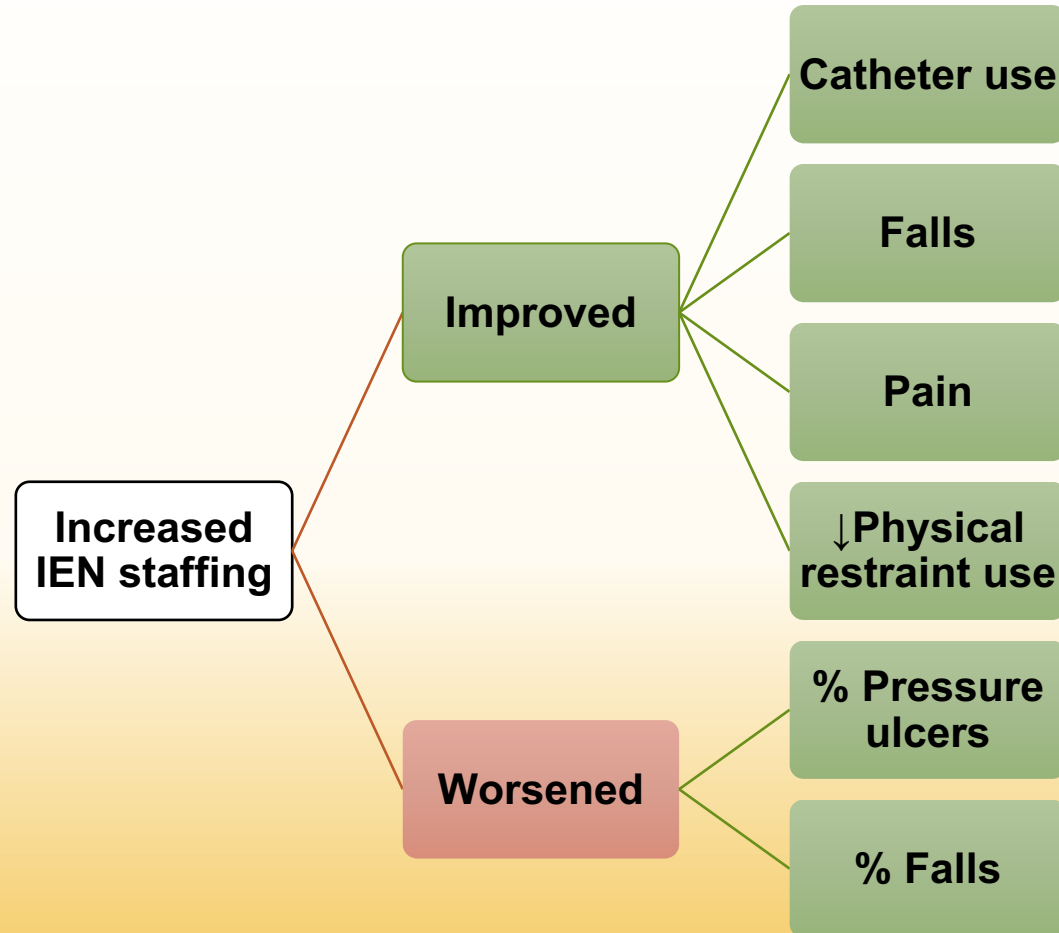 Catheter use
Falls
Improved
Pain
Increased
IEN staffing
↓Physical
restraint use
% Pressure
ulcers
Worsened
% Falls